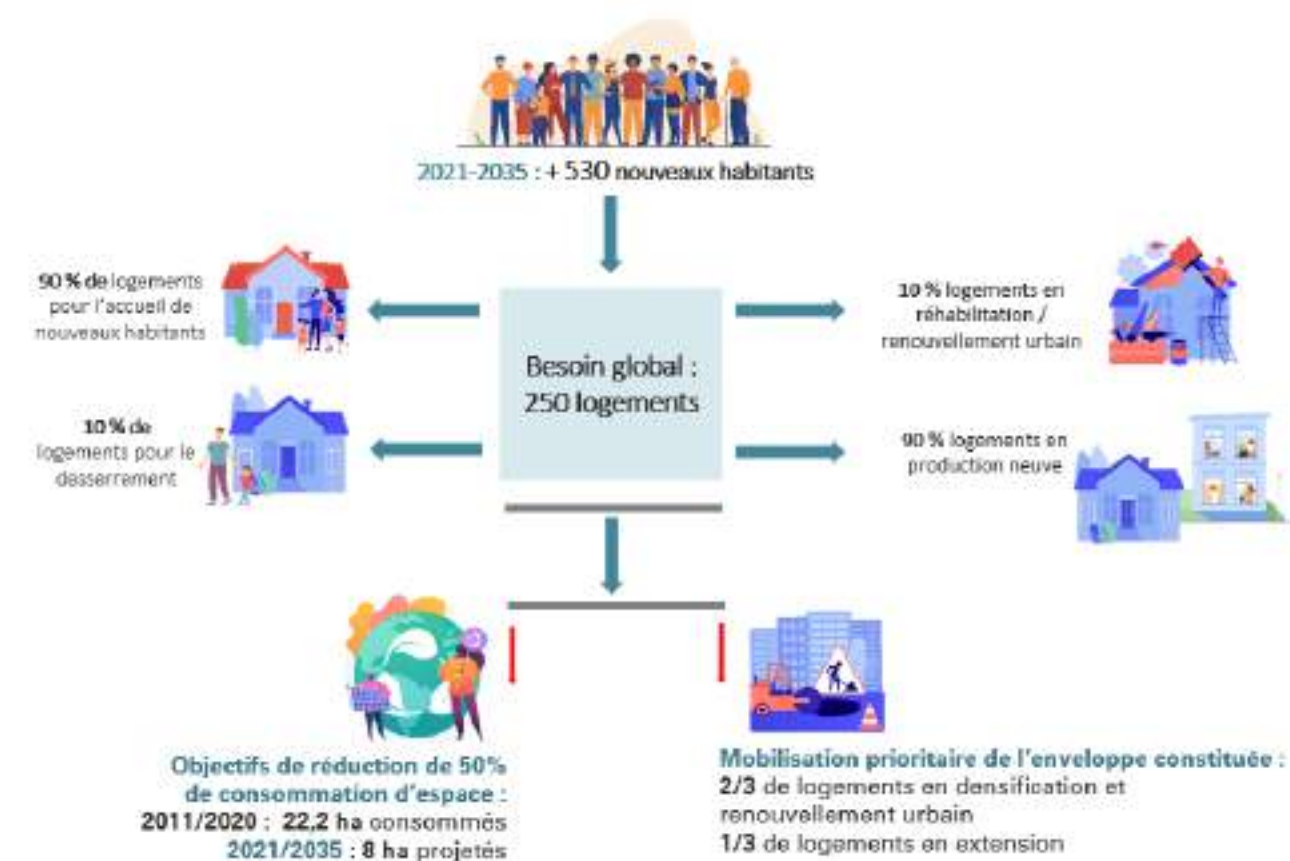 2021-2035 : + 530 nouveaux habitants
90 % de logements
pour l'accueil de
nouveaux habitants
10 % de
logements pour le
desserrement
Besoin global :
250 logements
10 % logements en
réhabilitation /
renouvellement urbain
90 % logements en
production neuve
Objectifs de réduction de 50%
de consommation d'espace :
2011/2020 : 22,2 ha consommés
2021/2035 : 8 ha projetés
Mobilisation prioritaire de l'enveloppe constituée :
2/3 de logements en densification et
renouvellement urbain
1/3 de logements en extension